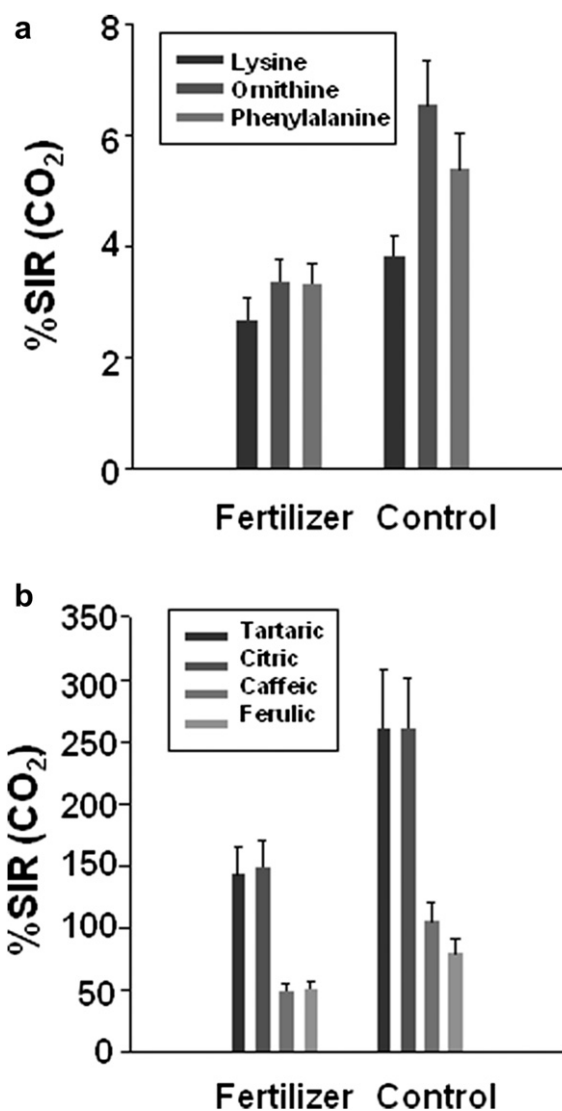 a
%SIR (CO₂)
8
6
4
2
0
Lysine
Ornithine
Phenylalanine
Fertilizer Control
b
%SIR (CO₂)
350
300
250
200
150
100
50
0
Tartaric
Citric
Caffeic
Ferulic
Fertilizer Control